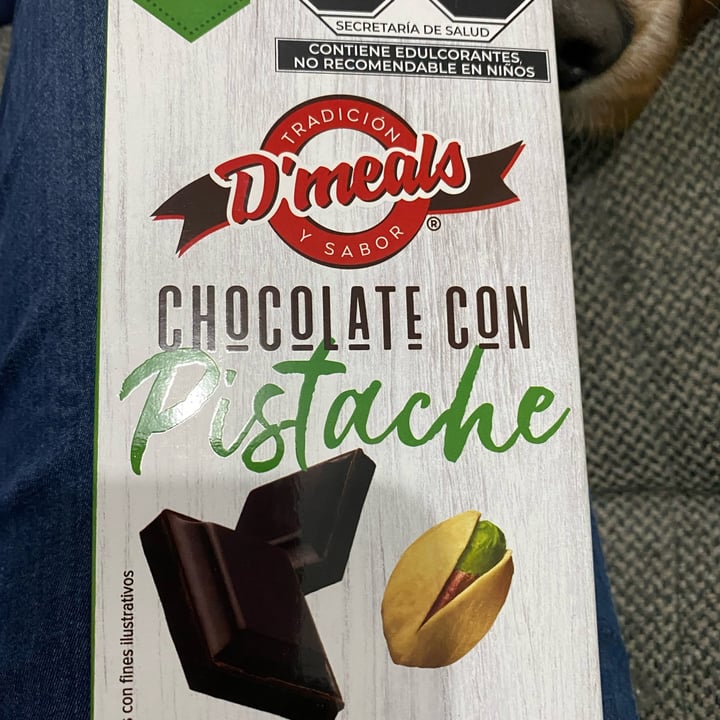 SECRETARÍA DE SALUD
CONTIENE EDULCORANTES,
NO RECOMENDABLE EN NIÑOS
TRADICIÓN
D'meals
Y SABOR ®
CHOCOLATE CON
Pistache
con fines ilustrativos